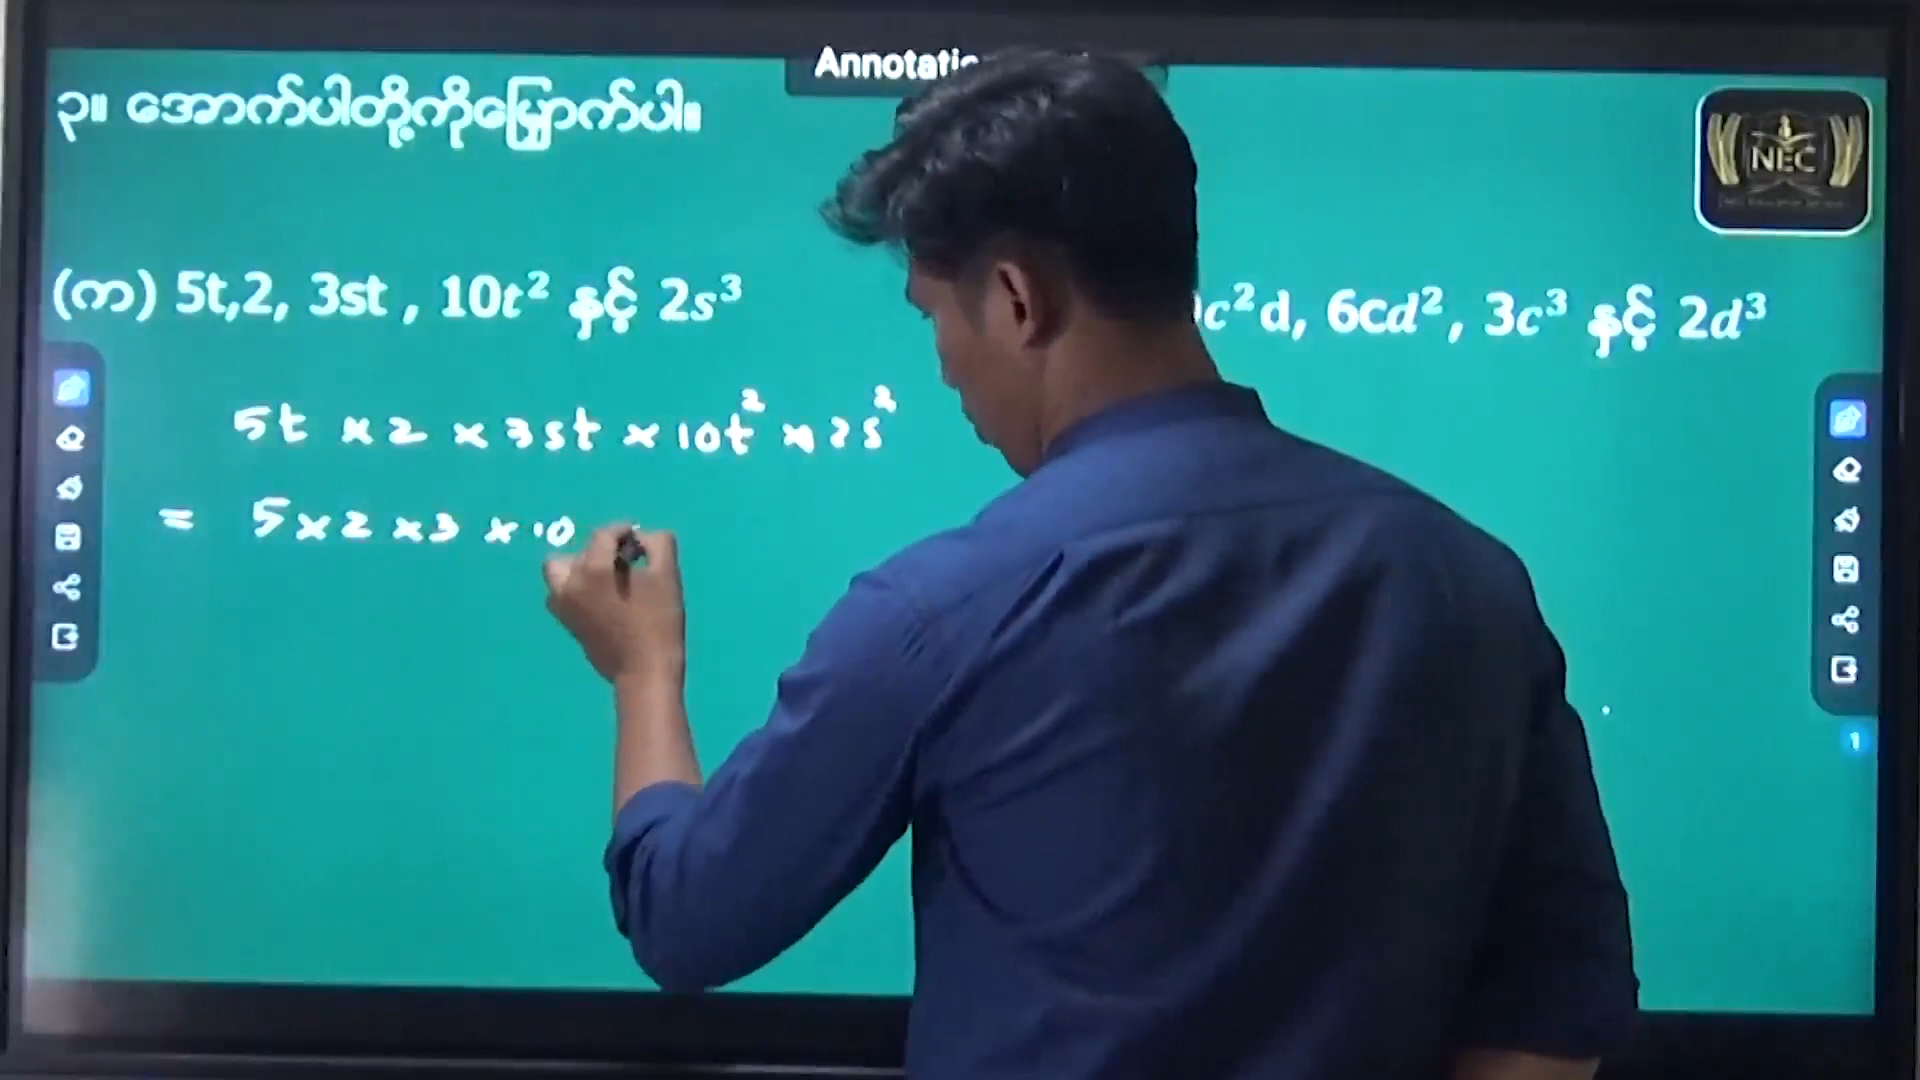 Annotatio
၃။ အောက်ပါတို့ကိုမြှောက်ပါ။
NEC
(က) 5t,2, 3st , 10t² နှင့် 2s³
c²d, 6cd², 3c³ နှင့် 2d³
5t × 2 × 3st × 10t² × 2s²
= 5 × 2 × 3 × 10
1